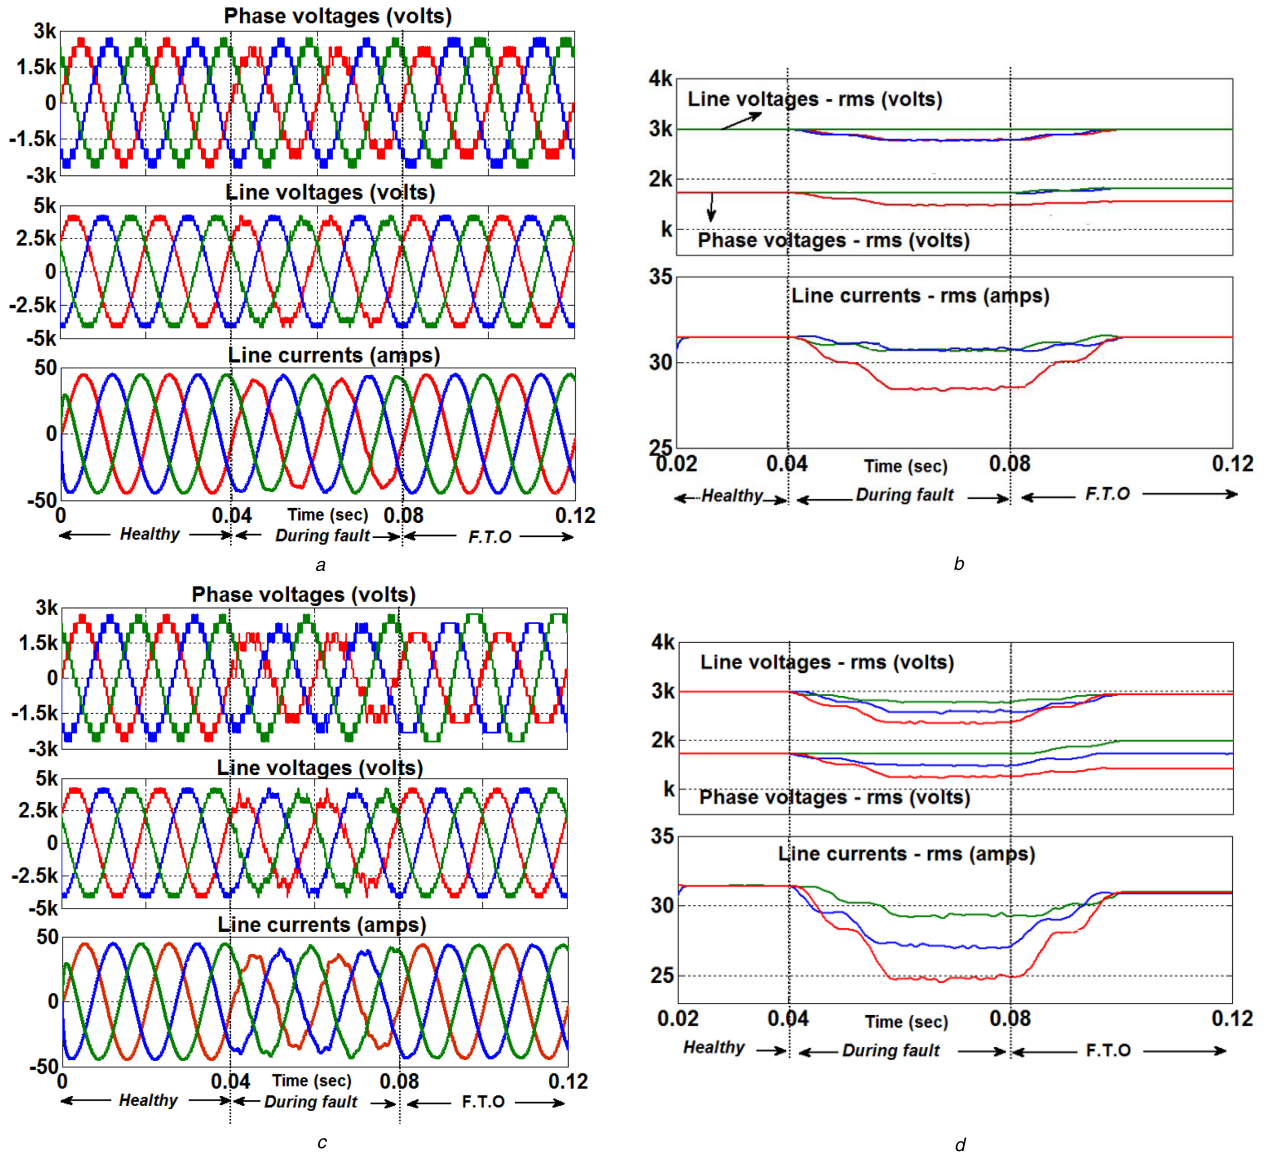 Phase voltages (volts)
3k
1.5k
0
-1.5k
-3k
Line voltages (volts)
5k
2.5k
0
-2.5k
-5k
Line currents (amps)
50
0
-50
0
0.04
Time (sec)
0.08
0.12
Healthy
During fault
F.T.O
a
4k
Line voltages - rms (volts)
3k
2k
k
Phase voltages - rms (volts)
35
Line currents - rms (amps)
30
25
0.02
0.04
Time (sec)
0.08
0.12
Healthy
During fault
F.T.O
b
Phase voltages (volts)
3k
1.5k
0
-1.5k
-3k
Line voltages (volts)
5k
2.5k
0
-2.5k
-5k
Line currents (amps)
50
0
-50
0
0.04
Time (sec)
0.08
0.12
Healthy
During fault
F.T.O
c
4k
Line voltages - rms (volts)
3k
2k
k
Phase voltages - rms (volts)
35
Line currents - rms (amps)
30
25
0.02
0.04
Time (sec)
0.08
0.12
Healthy
During fault
F.T.O
d